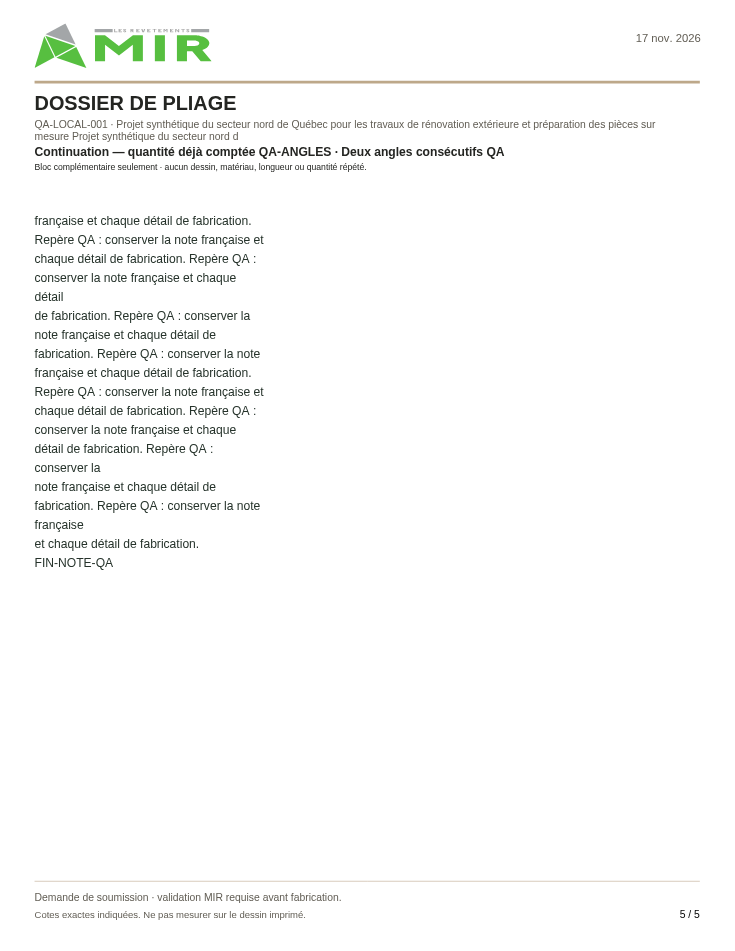 LES REVÊTEMENTS
MIR
17 nov. 2026
DOSSIER DE PLIAGE
QA-LOCAL-001 · Projet synthétique du secteur nord de Québec pour les travaux de rénovation extérieure et préparation des pièces sur
mesure Projet synthétique du secteur nord d
Continuation — quantité déjà comptée QA-ANGLES · Deux angles consécutifs QA
Bloc complémentaire seulement · aucun dessin, matériau, longueur ou quantité répété.
française et chaque détail de fabrication.
Repère QA : conserver la note française et
chaque détail de fabrication. Repère QA :
conserver la note française et chaque
détail
de fabrication. Repère QA : conserver la
note française et chaque détail de
fabrication. Repère QA : conserver la note
française et chaque détail de fabrication.
Repère QA : conserver la note française et
chaque détail de fabrication. Repère QA :
conserver la note française et chaque
détail de fabrication. Repère QA :
conserver la
note française et chaque détail de
fabrication. Repère QA : conserver la note
française
et chaque détail de fabrication.
FIN-NOTE-QA
Demande de soumission · validation MIR requise avant fabrication.
Cotes exactes indiquées. Ne pas mesurer sur le dessin imprimé.
5 / 5